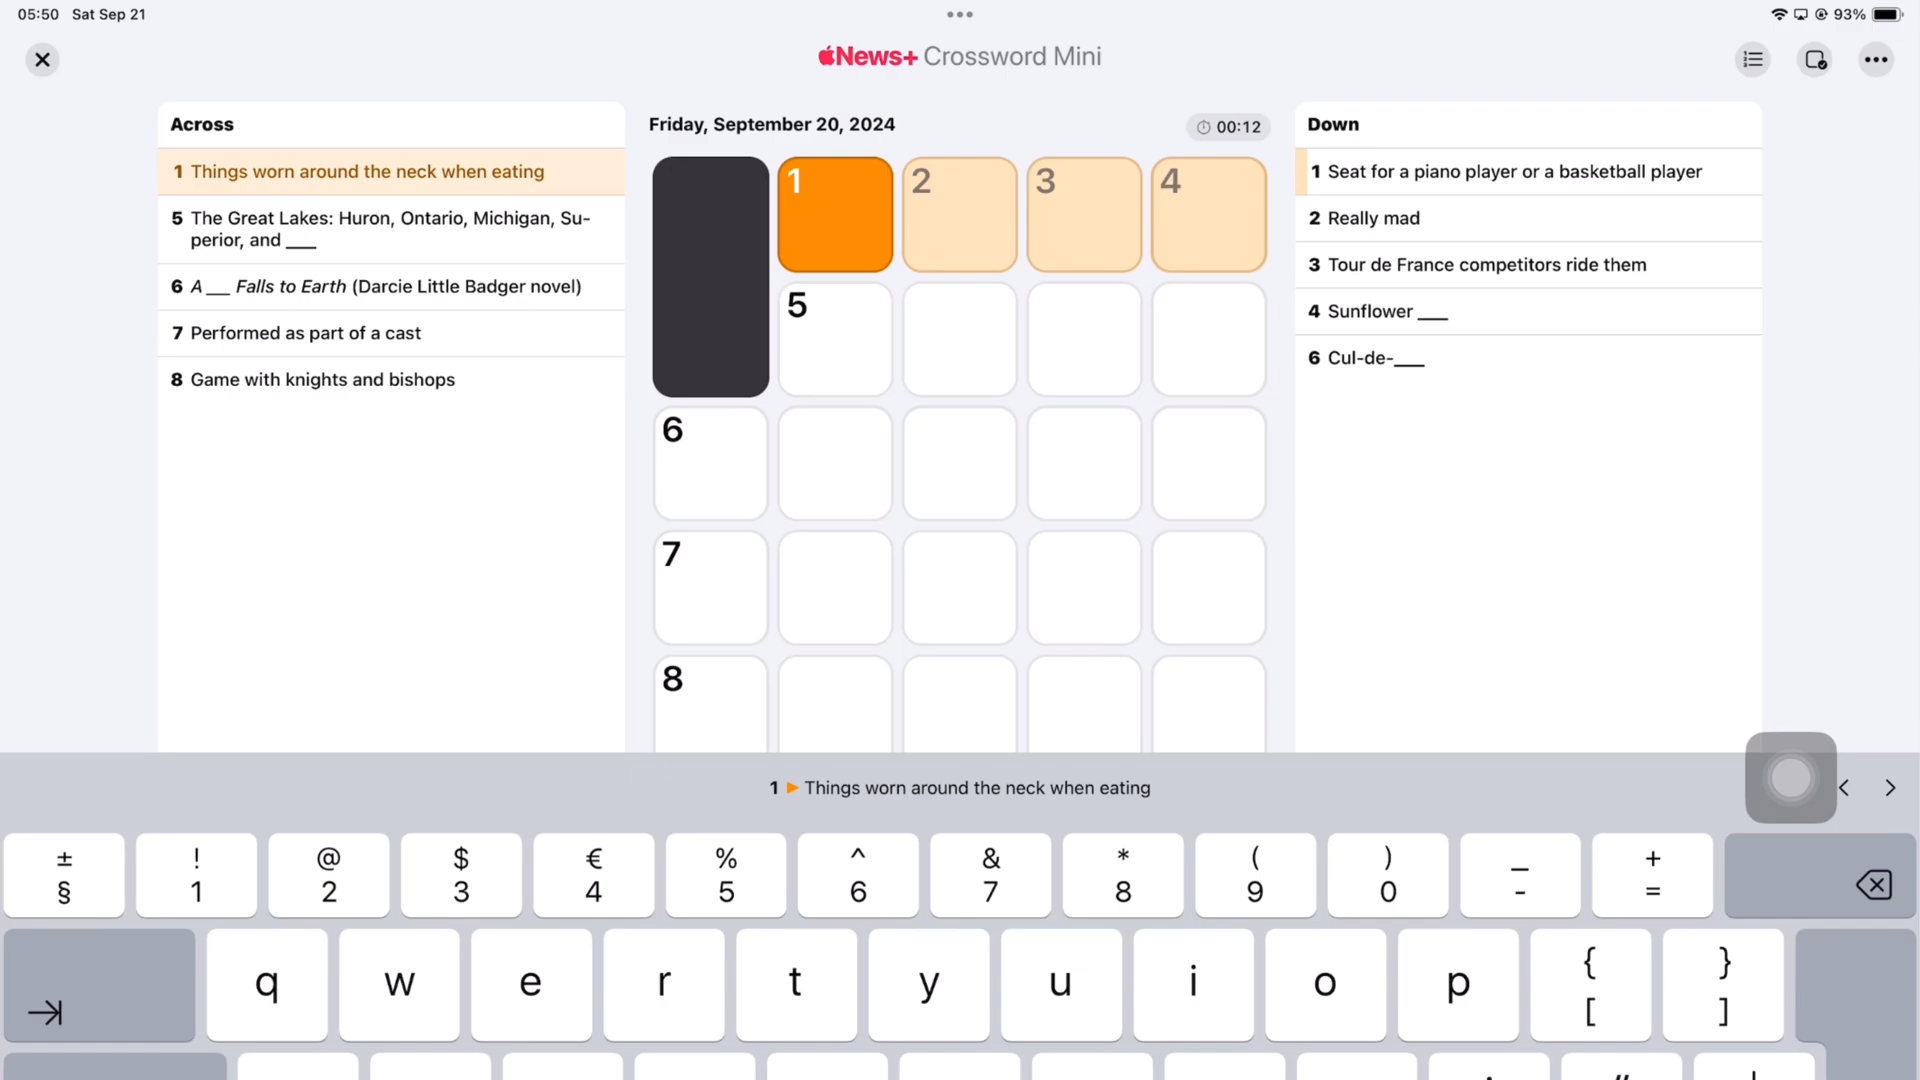 05:50 Sat Sep 21
93%
News+ Crossword Mini
Across
1 Things worn around the neck when eating
5 The Great Lakes: Huron, Ontario, Michigan, Su-
perior, and ___
6 A ___ Falls to Earth (Darcie Little Badger novel)
7 Performed as part of a cast
8 Game with knights and bishops
Friday, September 20, 2024
00:12
1 2 3 4
5
6
7
8
Down
1 Seat for a piano player or a basketball player
2 Really mad
3 Tour de France competitors ride them
4 Sunflower ___
6 Cul-de-___
1 ▶ Things worn around the neck when eating
± ! @ $ € % ^ & * ( ) _ +
§ 1 2 3 4 5 6 7 8 9 0 - =
q w e r t y u i o p { }
[ ]